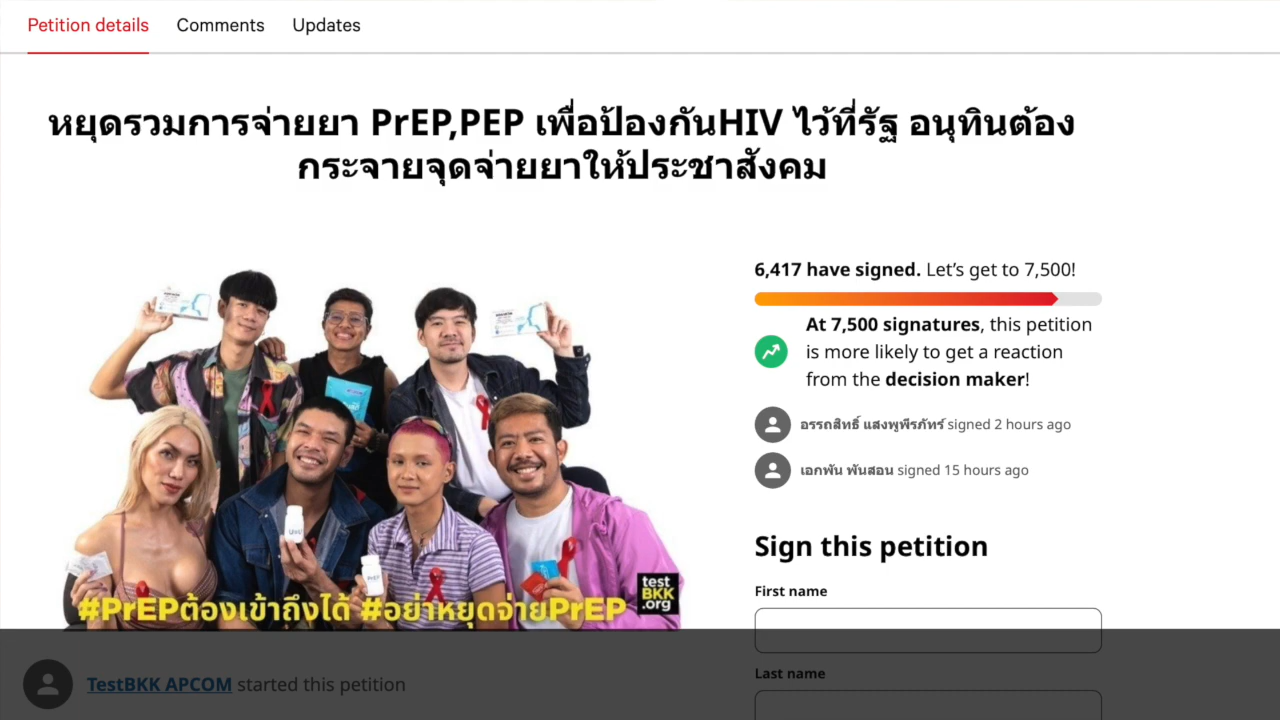 Petition details
Comments
Updates
หยุดรวมการจ่ายยา PrEP,PEP เพื่อป้องกันHIV ไว้ที่รัฐ อนุทินต้อง
กระจายจุดจ่ายยาให้ประชาสังคม
6,417 have signed. Let’s get to 7,500!
At 7,500 signatures, this petition
is more likely to get a reaction
from the decision maker!
อรรถสิทธิ์ แสงพูพีรภัทร์ signed 2 hours ago
เอกพัน พันสอน signed 15 hours ago
Sign this petition
First name
Last name
PrEP
test
BKK
.org
#PrEPต้องเข้าถึงได้ #อย่าหยุดจ่ายPrEP
TestBKK APCOM started this petition